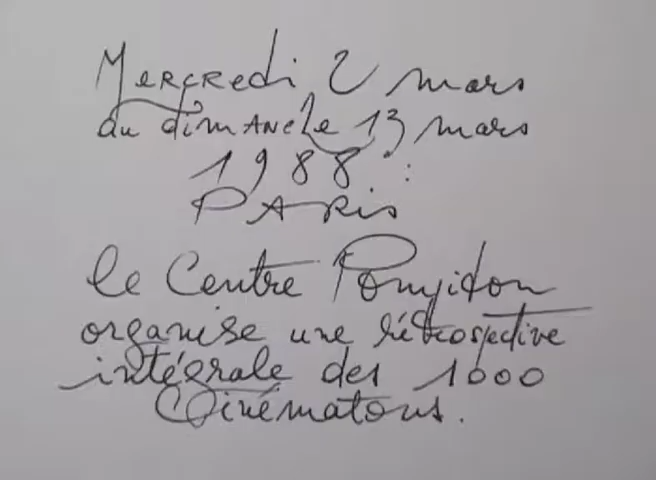 Mercredi 2 mars
au dimanche 13 mars
1988 :
PARis
le Centre Pompidou
organise une rétrospective
intégrale des 1000
Cinématons.